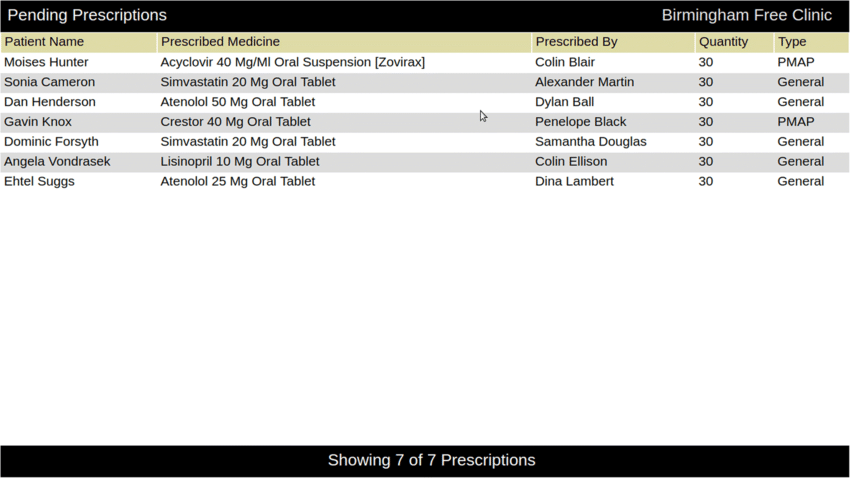 Pending Prescriptions Birmingham Free Clinic
Patient Name Prescribed Medicine Prescribed By Quantity Type
Moises Hunter Acyclovir 40 Mg/Ml Oral Suspension [Zovirax] Colin Blair 30 PMAP
Sonia Cameron Simvastatin 20 Mg Oral Tablet Alexander Martin 30 General
Dan Henderson Atenolol 50 Mg Oral Tablet Dylan Ball 30 General
Gavin Knox Crestor 40 Mg Oral Tablet Penelope Black 30 PMAP
Dominic Forsyth Simvastatin 20 Mg Oral Tablet Samantha Douglas 30 General
Angela Vondrasek Lisinopril 10 Mg Oral Tablet Colin Ellison 30 General
Ehtel Suggs Atenolol 25 Mg Oral Tablet Dina Lambert 30 General
Showing 7 of 7 Prescriptions